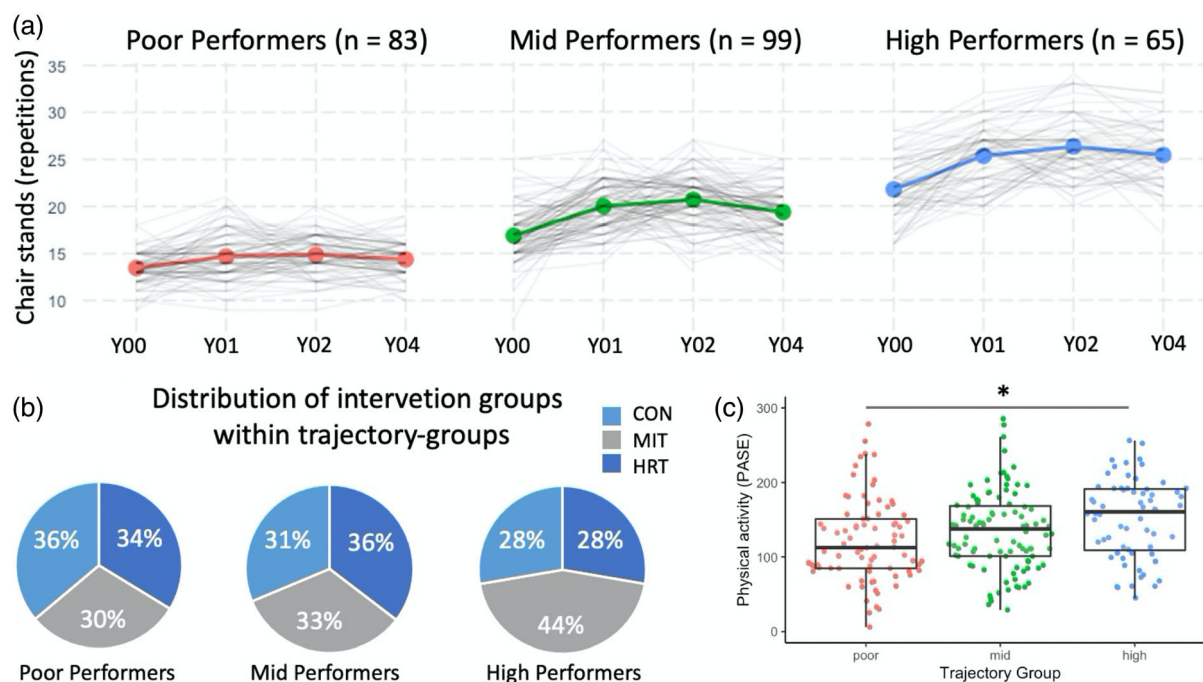 (a)
Poor Performers (n = 83)
Mid Performers (n = 99)
High Performers (n = 65)
Chair stands (repetitions)
35
30
25
20
15
10
Y00 Y01 Y02 Y04
Y00 Y01 Y02 Y04
Y00 Y01 Y02 Y04
(b)
Distribution of intervetion groups
within trajectory-groups
CON
MIT
HRT
36% 34%
30%
Poor Performers
31% 36%
33%
Mid Performers
28% 28%
44%
High Performers
(c)
*
Physical activity (PASE)
300
200
100
0
poor mid high
Trajectory Group